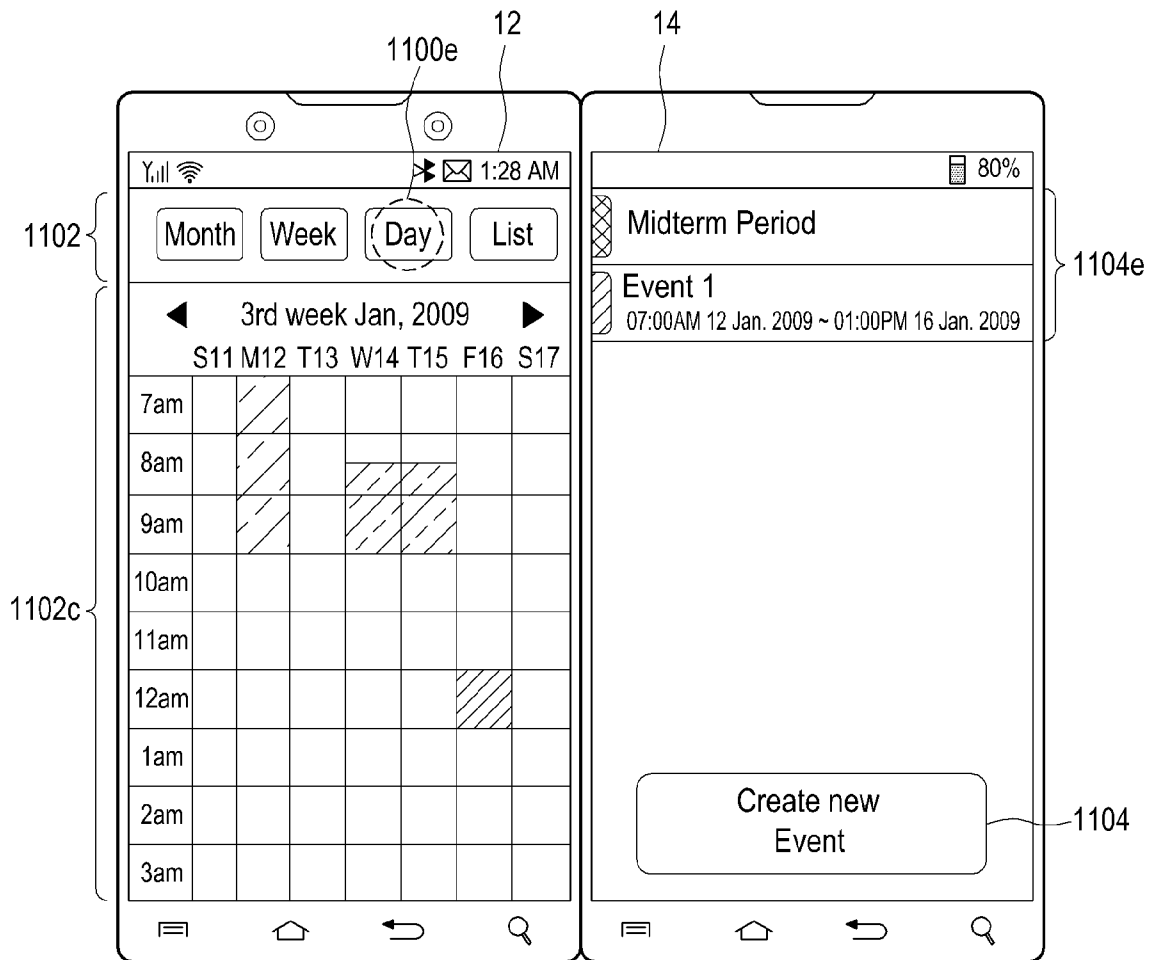 12
14
1100e
1:28 AM
80%
1102
Month Week Day List
Midterm Period
1104e
Event 1
07:00AM 12 Jan. 2009 ~ 01:00PM 16 Jan. 2009
3rd week Jan, 2009
S11 M12 T13 W14 T15 F16 S17
7am
8am
9am
10am
1102c
11am
12am
1am
2am
3am
Create new
Event
1104